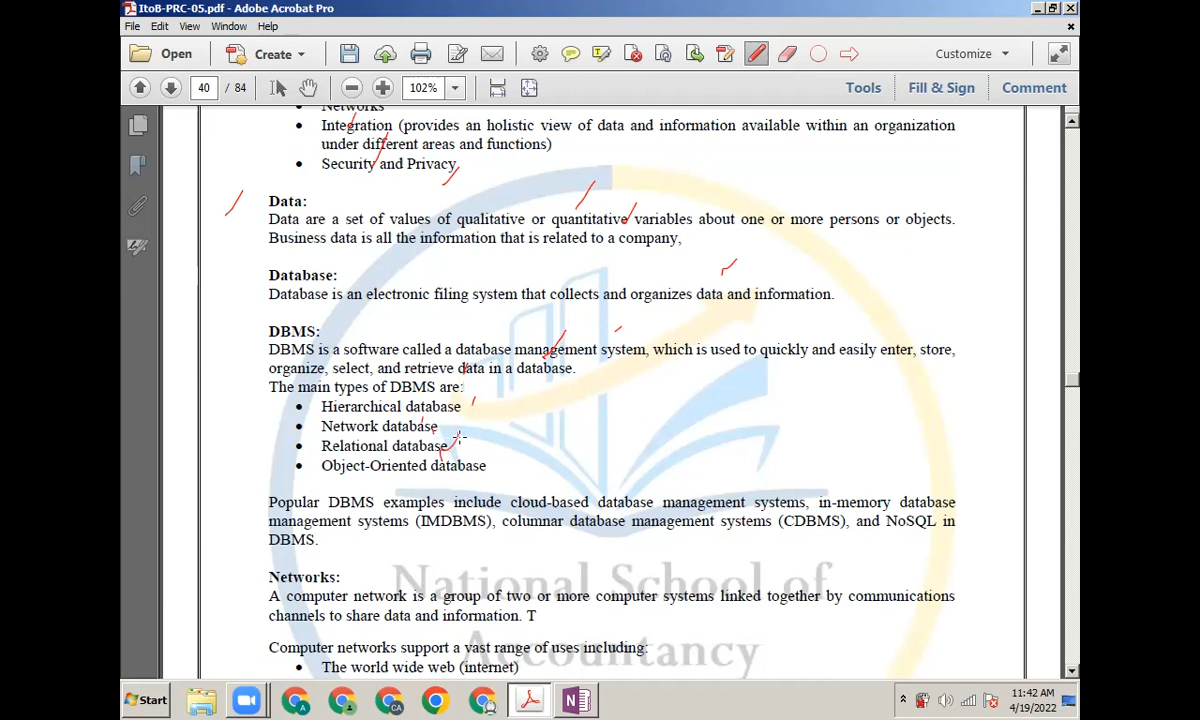 ItoB-PRC-05.pdf - Adobe Acrobat Pro
File Edit View Window Help
Open Create Customize
40 / 84 102% Tools Fill & Sign Comment
Networks
Integration (provides an holistic view of data and information available within an organization
under different areas and functions)
Security and Privacy
Data:
Data are a set of values of qualitative or quantitative variables about one or more persons or objects.
Business data is all the information that is related to a company,
Database:
Database is an electronic filing system that collects and organizes data and information.
DBMS:
DBMS is a software called a database management system, which is used to quickly and easily enter, store,
organize, select, and retrieve data in a database.
The main types of DBMS are:
Hierarchical database
Network database
Relational database
Object-Oriented database
Popular DBMS examples include cloud-based database management systems, in-memory database
management systems (IMDBMS), columnar database management systems (CDBMS), and NoSQL in
DBMS.
Networks:
National School of
A computer network is a group of two or more computer systems linked together by communications
channels to share data and information. T
Accountancy
Computer networks support a vast range of uses including:
The world wide web (internet)
Start
11:42 AM
4/19/2022